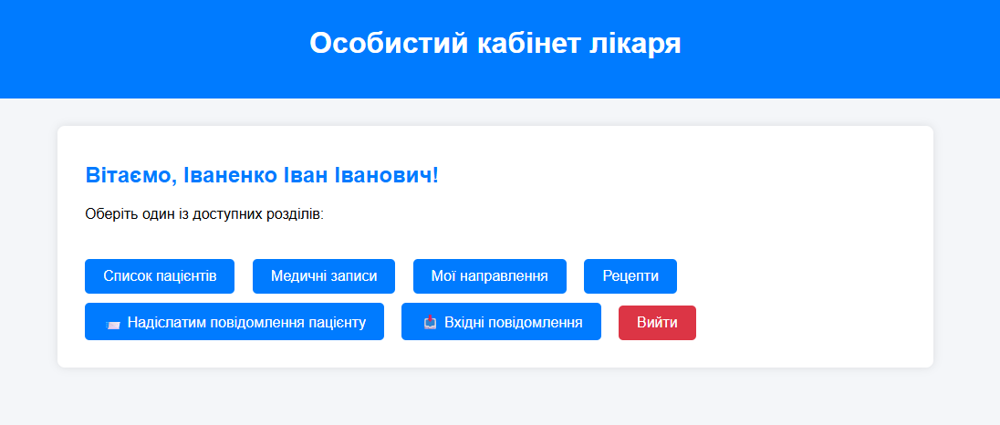 Особистий кабінет лікаря
Вітаємо, Іваненко Іван Іванович!
Оберіть один із доступних розділів:
Список пацієнтів Медичні записи Мої направлення Рецепти
📨 Надіслатим повідомлення пацієнту 📥 Вхідні повідомлення Вийти